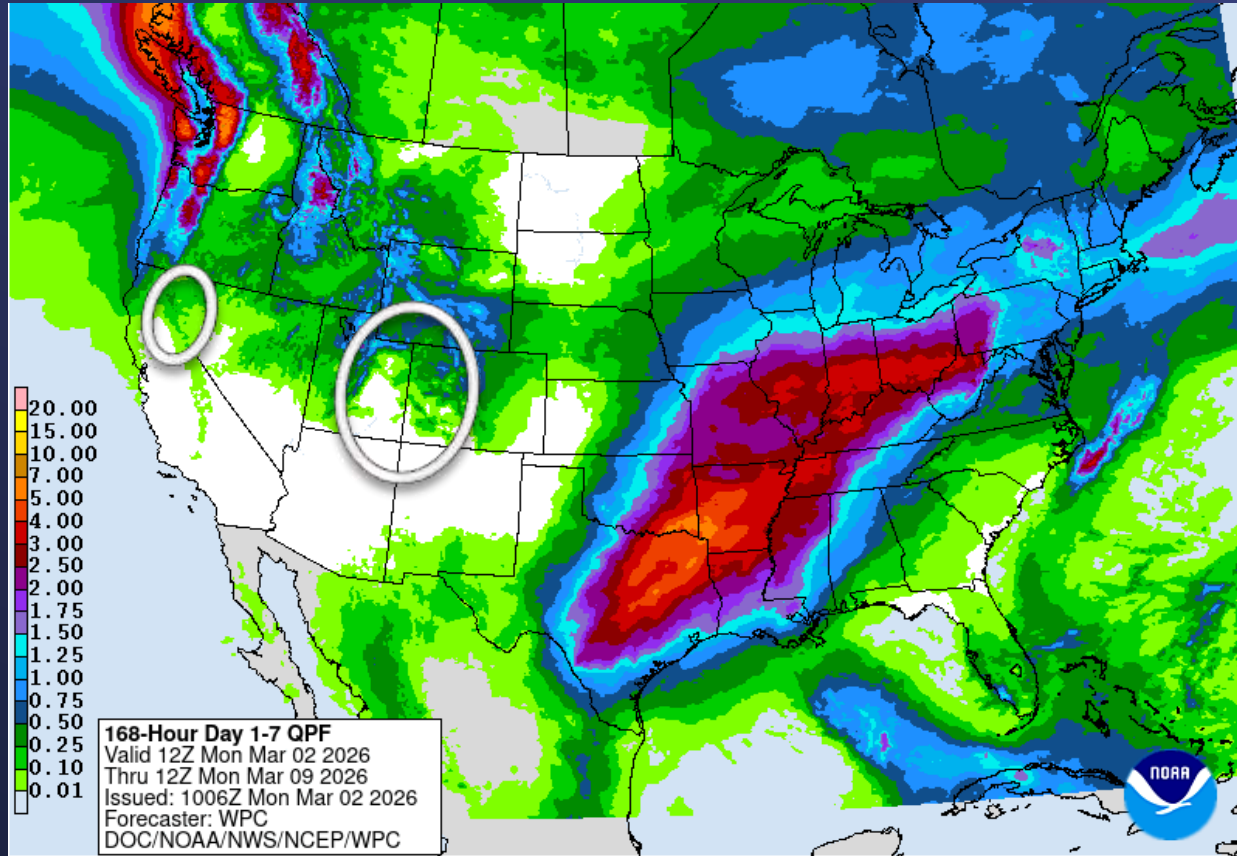 20.00
15.00
10.00
7.00
5.00
4.00
3.00
2.50
2.00
1.75
1.50
1.25
1.00
0.75
0.50
0.25
0.10
0.01
168-Hour Day 1-7 QPF
Valid 12Z Mon Mar 02 2026
Thru 12Z Mon Mar 09 2026
Issued: 1006Z Mon Mar 02 2026
Forecaster: WPC
DOC/NOAA/NWS/NCEP/WPC
NOAA